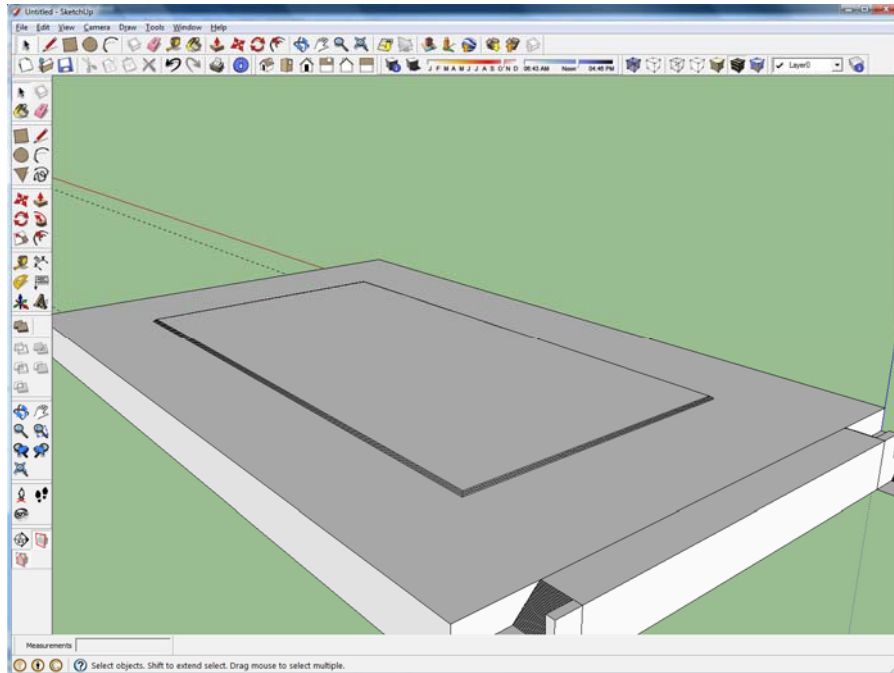 Untitled - SketchUp
File Edit View Camera Draw Tools Window Help
J F M A M J J A S O N D 06:43 AM Noon 04:45 PM Layer0
Measurements
Select objects. Shift to extend select. Drag mouse to select multiple.